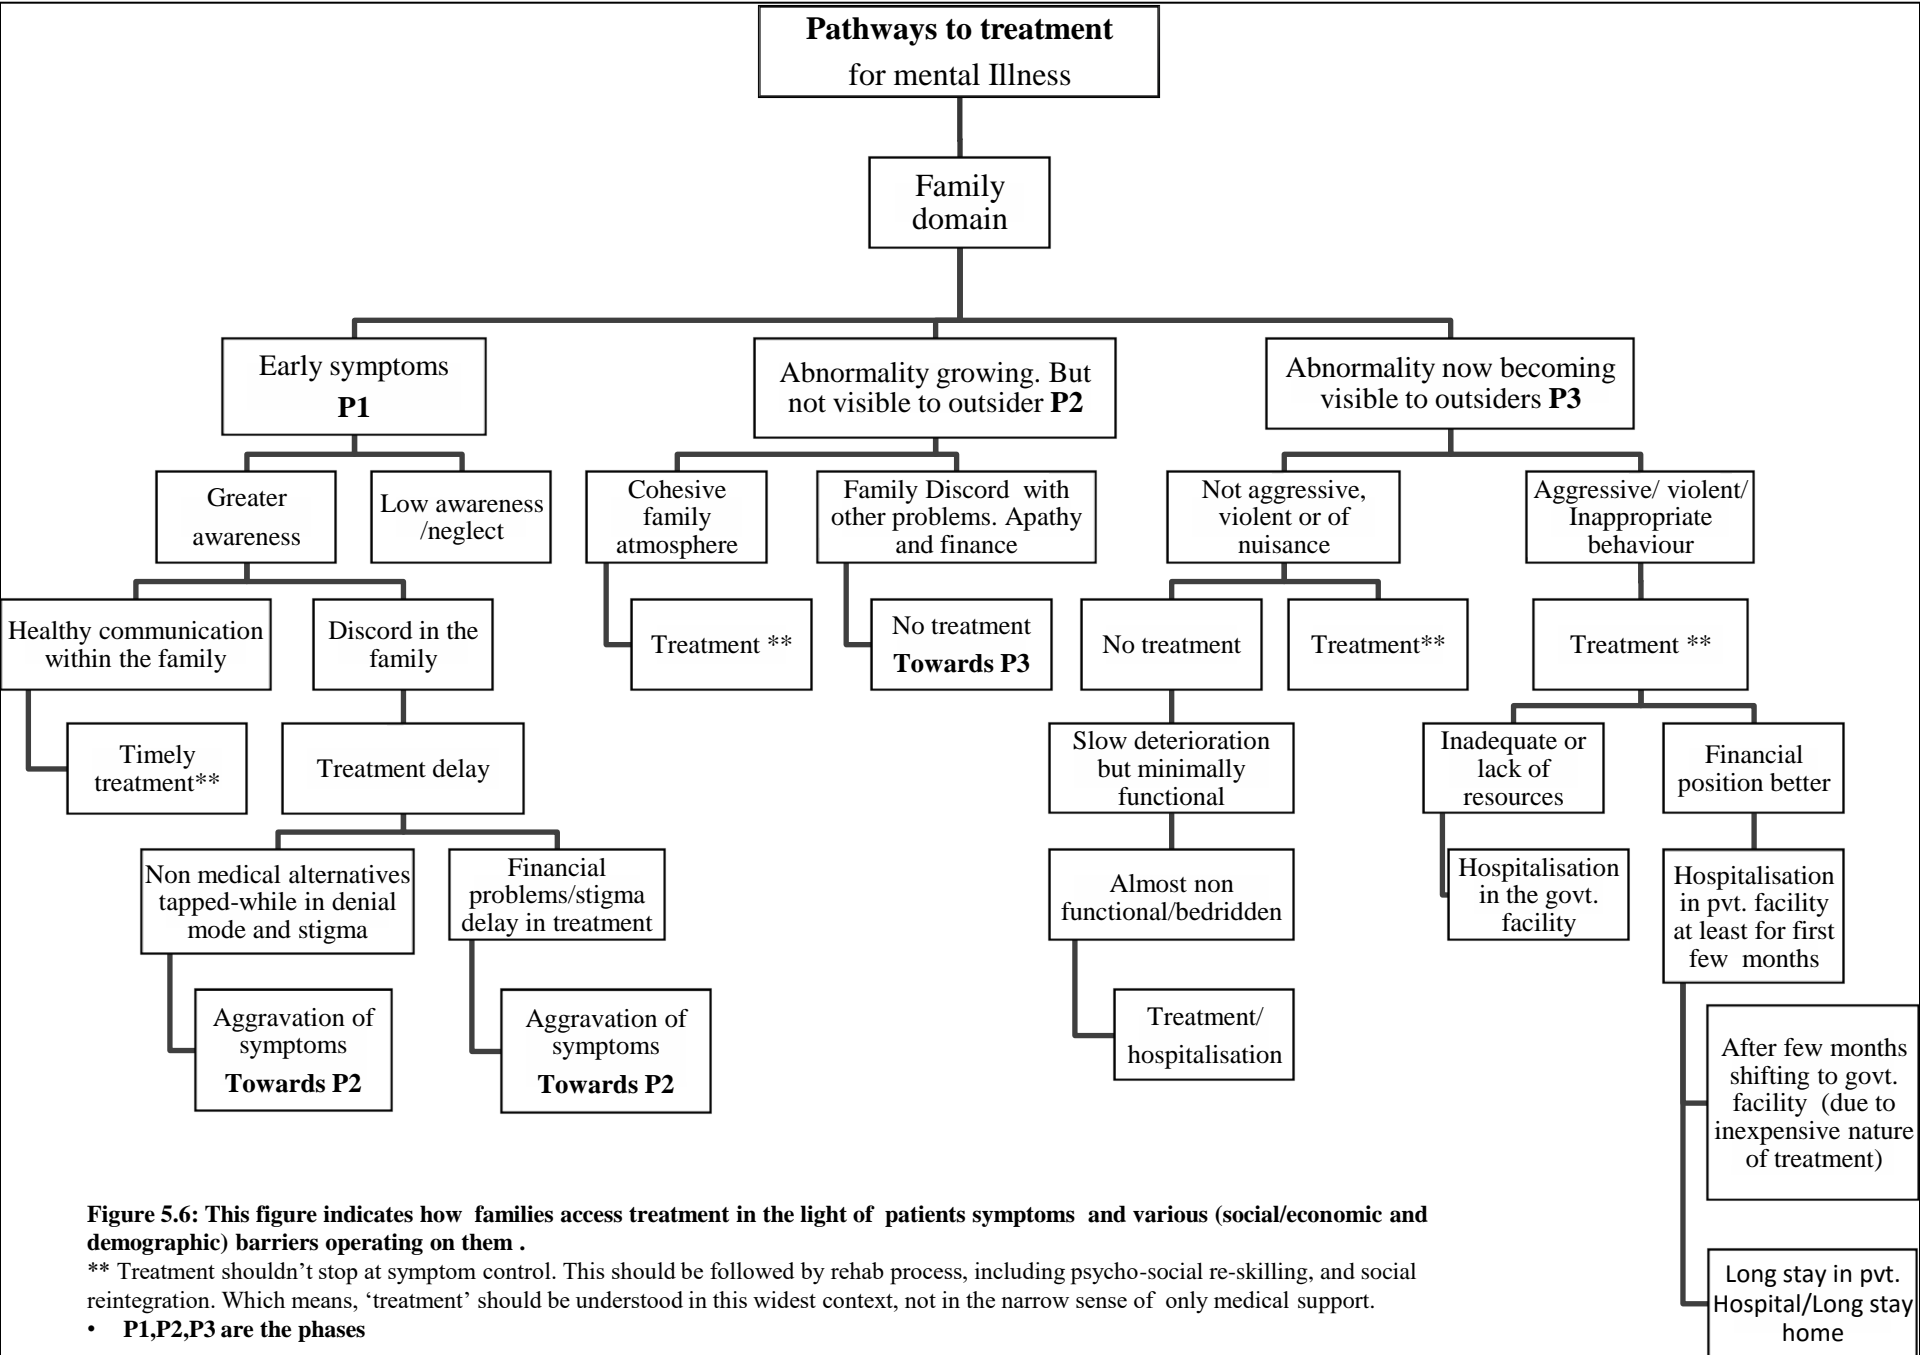 Pathways to treatment
for mental Illness
Family
domain
Early symptoms
P1
Abnormality growing. But
not visible to outsider P2
Abnormality now becoming
visible to outsiders P3
Greater
awareness
Low awareness
/neglect
Cohesive
family
atmosphere
Family Discord with
other problems. Apathy
and finance
Not aggressive,
violent or of
nuisance
Aggressive/ violent/
Inappropriate
behaviour
Healthy communication
within the family
Discord in the
family
Treatment **
No treatment
Towards P3
No treatment
Treatment**
Treatment **
Timely
treatment**
Treatment delay
Slow deterioration
but minimally
functional
Inadequate or
lack of
resources
Financial
position better
Non medical alternatives
tapped-while in denial
mode and stigma
Financial
problems/stigma
delay in treatment
Almost non
functional/bedridden
Hospitalisation
in the govt.
facility
Hospitalisation
in pvt. facility
at least for first
few months
Aggravation of
symptoms
Towards P2
Aggravation of
symptoms
Towards P2
Treatment/
hospitalisation
After few months
shifting to govt.
facility (due to
inexpensive nature
of treatment)
Long stay in pvt.
Hospital/Long stay
home
Figure 5.6: This figure indicates how families access treatment in the light of patients symptoms and various (social/economic and
demographic) barriers operating on them .
** Treatment shouldn’t stop at symptom control. This should be followed by rehab process, including psycho-social re-skilling, and social
reintegration. Which means, ‘treatment’ should be understood in this widest context, not in the narrow sense of only medical support.
• P1,P2,P3 are the phases